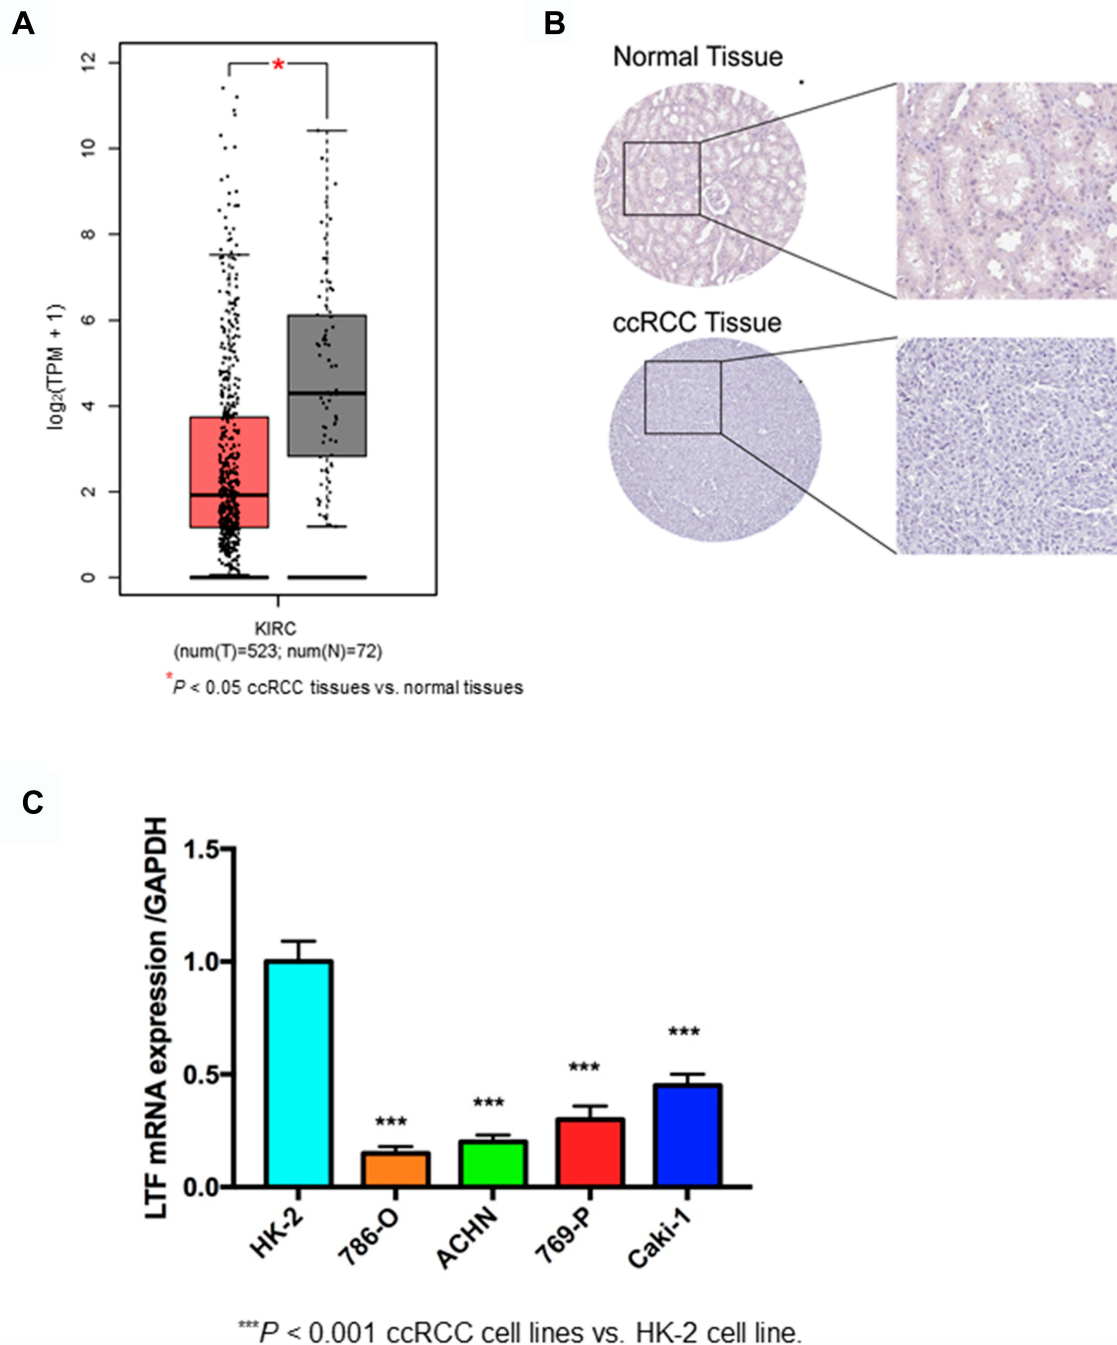 A
12
10
8
6
4
2
0
log₂(TPM + 1)
*
KIRC
(num(T)=523; num(N)=72)
*P < 0.05 ccRCC tissues vs. normal tissues
B
Normal Tissue
ccRCC Tissue
C
LTF mRNA expression /GAPDH
1.5
1.0
0.5
0.0
***
***
***
***
HK-2
786-O
ACHN
769-P
Caki-1
***P < 0.001 ccRCC cell lines vs. HK-2 cell line.